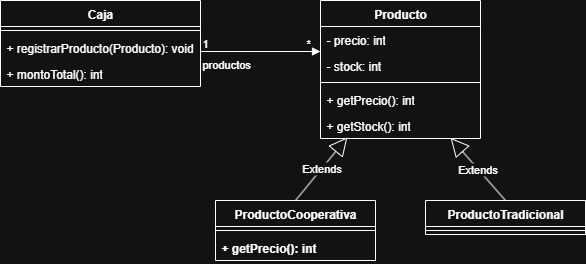 Caja
+ registrarProducto(Producto): void
+ montoTotal(): int
1
*
productos
Producto
- precio: int
- stock: int
+ getPrecio(): int
+ getStock(): int
Extends
Extends
ProductoCooperativa
+ getPrecio(): int
ProductoTradicional